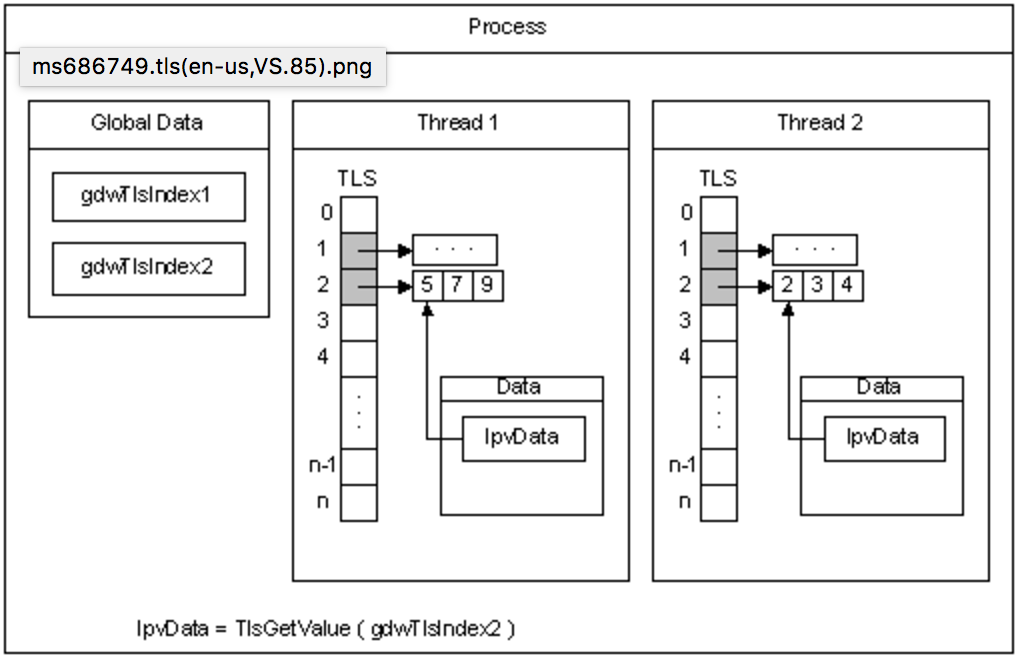 Process
ms686749.tls(en-us,VS.85).png
Global Data
gdwTlsIndex1
gdwTlsIndex2
Thread 1
TLS
0
1 . . .
2 5 7 9
3
4
Data
lpvData
n-1
n
Thread 2
TLS
0
1 . . .
2 2 3 4
3
4
Data
lpvData
n-1
n
lpvData = TlsGetValue ( gdwTlsIndex2 )